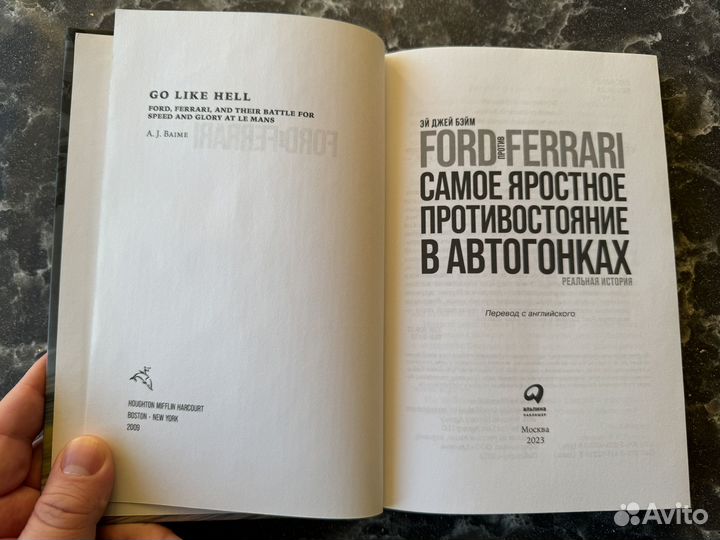 GO LIKE HELL
FORD, FERRARI, AND THEIR BATTLE FOR
SPEED AND GLORY AT LE MANS
A. J. BAIME
HOUGHTON MIFFLIN HARCOURT
BOSTON • NEW YORK
2009
ЭЙ ДЖЕЙ БЭЙМ
FORD ПРОТИВ FERRARI
САМОЕ ЯРОСТНОЕ
ПРОТИВОСТОЯНИЕ
В АВТОГОНКАХ
РЕАЛЬНАЯ ИСТОРИЯ
Перевод с английского
альпина
паблишер
Москва
2023
Avito